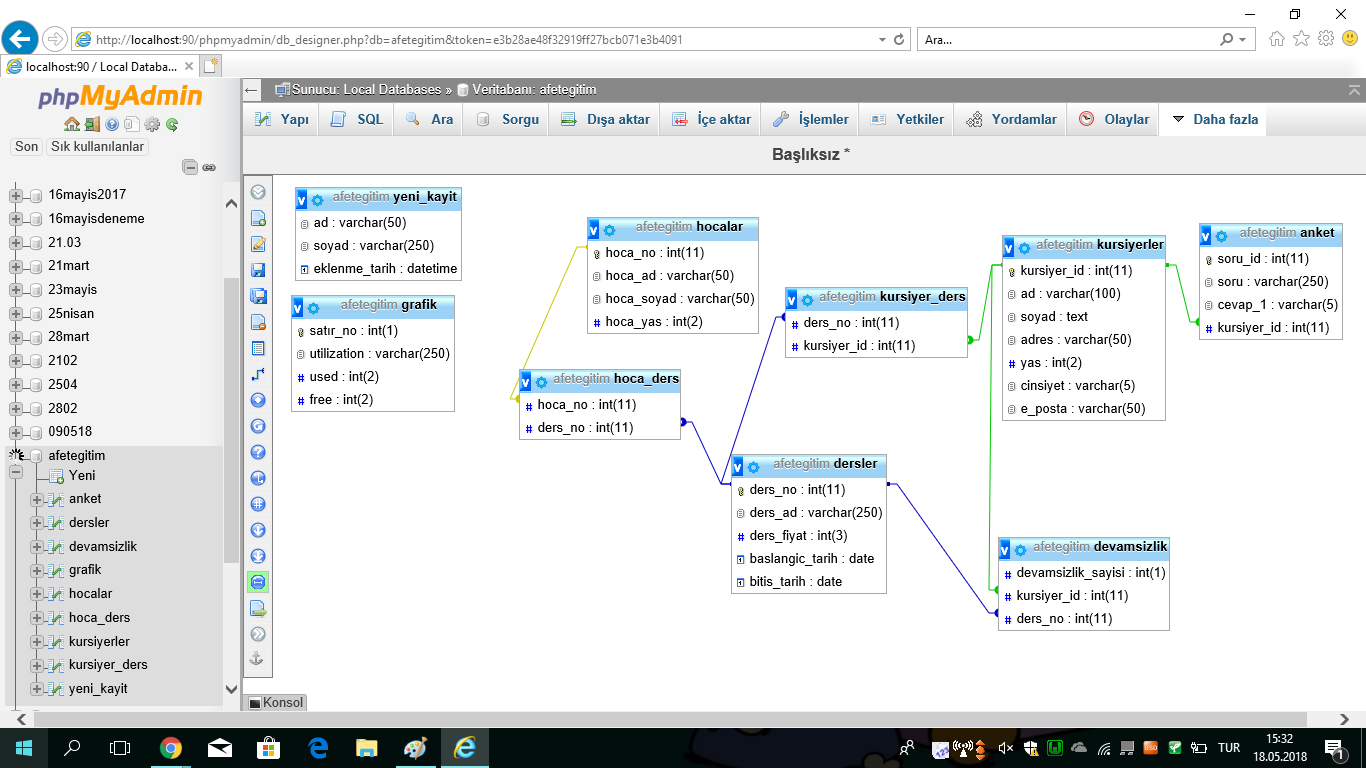 http://localhost:90/phpmyadmin/db_designer.php?db=afetegitim&token=e3b28ae48f32919ff27bcb071e3b4091
Ara...
localhost:90 / Local Databa...
phpMyAdmin
Son
Sık kullanılanlar
16mayis2017
16mayisdeneme
21.03
21mart
23mayis
25nisan
28mart
2102
2504
2802
090518
afetegitim
Yeni
anket
dersler
devamsizlik
grafik
hocalar
hoca_ders
kursiyerler
kursiyer_ders
yeni_kayit
Sunucu: Local Databases » Veritabanı: afetegitim
Yapı SQL Ara Sorgu Dışa aktar İçe aktar İşlemler Yetkiler Yordamlar Olaylar Daha fazla
Başlıksız *
afetegitim yeni_kayit
ad : varchar(50)
soyad : varchar(250)
eklenme_tarih : datetime
afetegitim grafik
satır_no : int(1)
utilization : varchar(250)
used : int(2)
free : int(2)
afetegitim hocalar
hoca_no : int(11)
hoca_ad : varchar(50)
hoca_soyad : varchar(50)
hoca_yas : int(2)
afetegitim hoca_ders
hoca_no : int(11)
ders_no : int(11)
afetegitim kursiyer_ders
ders_no : int(11)
kursiyer_id : int(11)
afetegitim dersler
ders_no : int(11)
ders_ad : varchar(250)
ders_fiyat : int(3)
baslangic_tarih : date
bitis_tarih : date
afetegitim kursiyerler
kursiyer_id : int(11)
ad : varchar(100)
soyad : text
adres : varchar(50)
yas : int(2)
cinsiyet : varchar(5)
e_posta : varchar(50)
afetegitim anket
soru_id : int(11)
soru : varchar(250)
cevap_1 : varchar(5)
kursiyer_id : int(11)
afetegitim devamsizlik
devamsizlik_sayisi : int(1)
kursiyer_id : int(11)
ders_no : int(11)
Konsol
TUR
15:32
18.05.2018
1